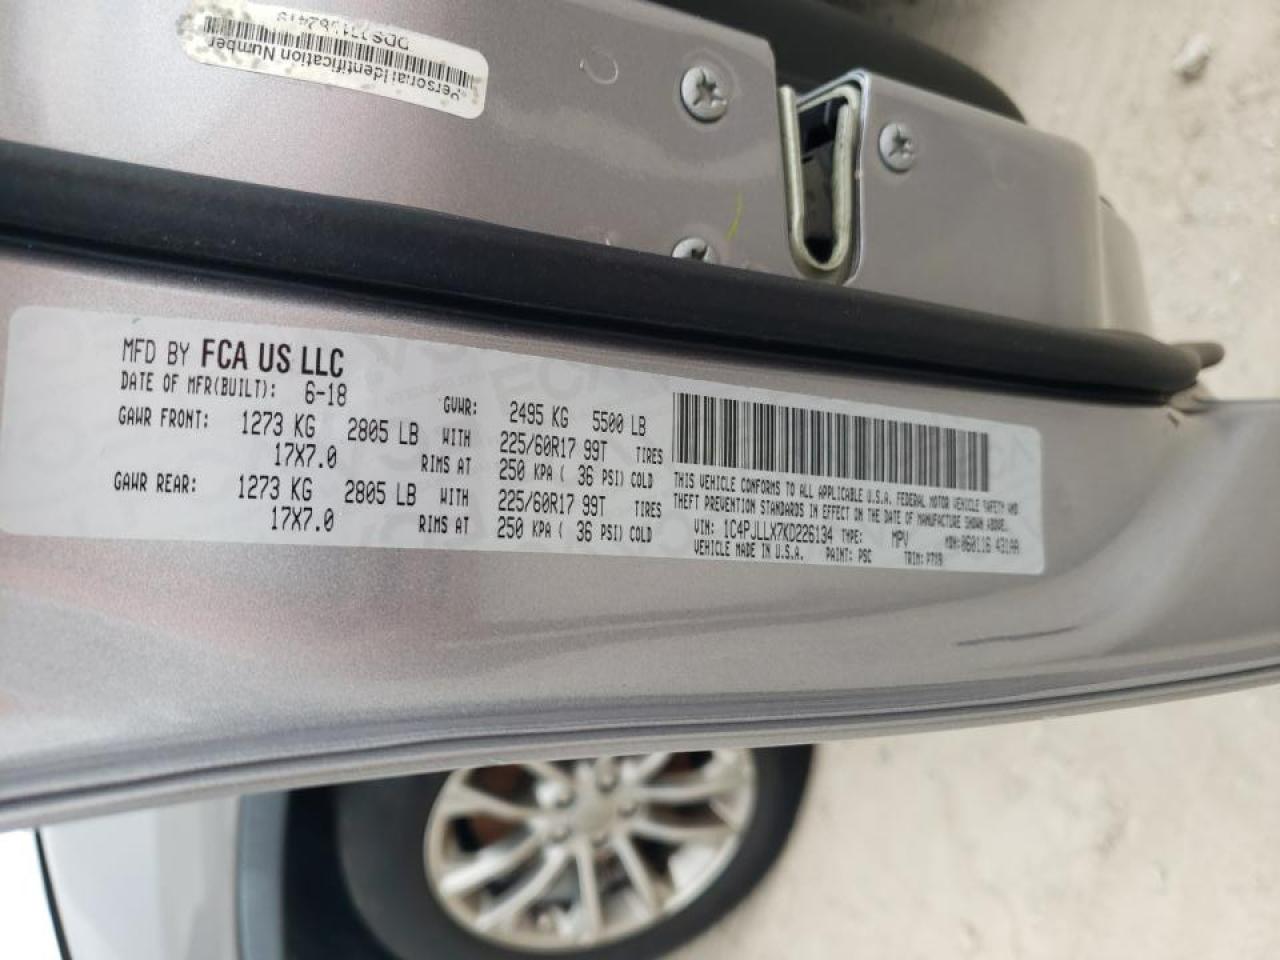 Personal Identification Number
MFD BY FCA US LLC
DATE OF MFR(BUILT): 6-18 GVWR: 2495 KG 5500 LB
GAWR FRONT: 1273 KG 2805 LB WITH 225/60R17 99T TIRES
17X7.0 RIMS AT 250 KPA ( 36 PSI) COLD
GAWR REAR: 1273 KG 2805 LB WITH 225/60R17 99T TIRES
17X7.0 RIMS AT 250 KPA ( 36 PSI) COLD
THIS VEHICLE CONFORMS TO ALL APPLICABLE U.S.A. FEDERAL MOTOR VEHICLE SAFETY AND
THEFT PREVENTION STANDARDS IN EFFECT ON THE DATE OF MANUFACTURE SHOWN ABOVE.
VIN: 1C4PJLLX7KD226134 TYPE: MPV MDH: 060116 431AA
VEHICLE MADE IN U.S.A. PAINT: PSC TRIM: